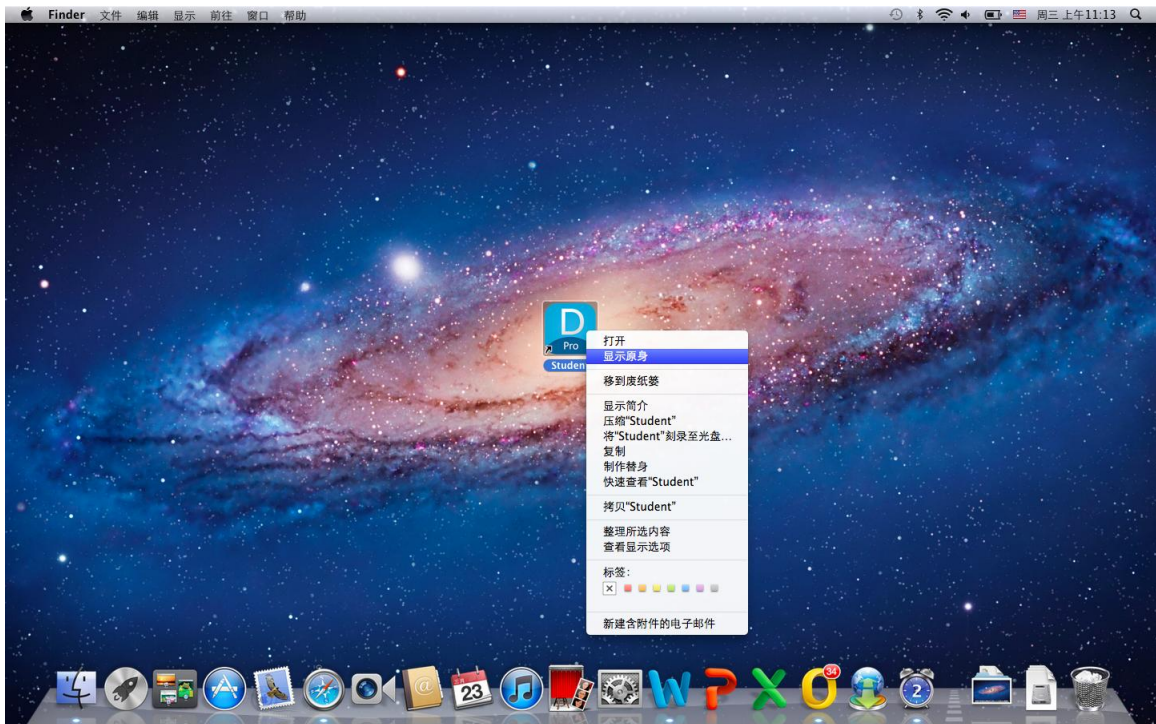 Finder 文件 编辑 显示 前往 窗口 帮助 周三 上午11:13
D
Pro
Studen
打开
显示原身
移到废纸篓
显示简介
压缩“Student”
将“Student”刻录至光盘...
复制
制作替身
快速查看“Student”
拷贝“Student”
整理所选内容
查看显示选项
标签：
新建含附件的电子邮件
@
23
W P X O 34
2